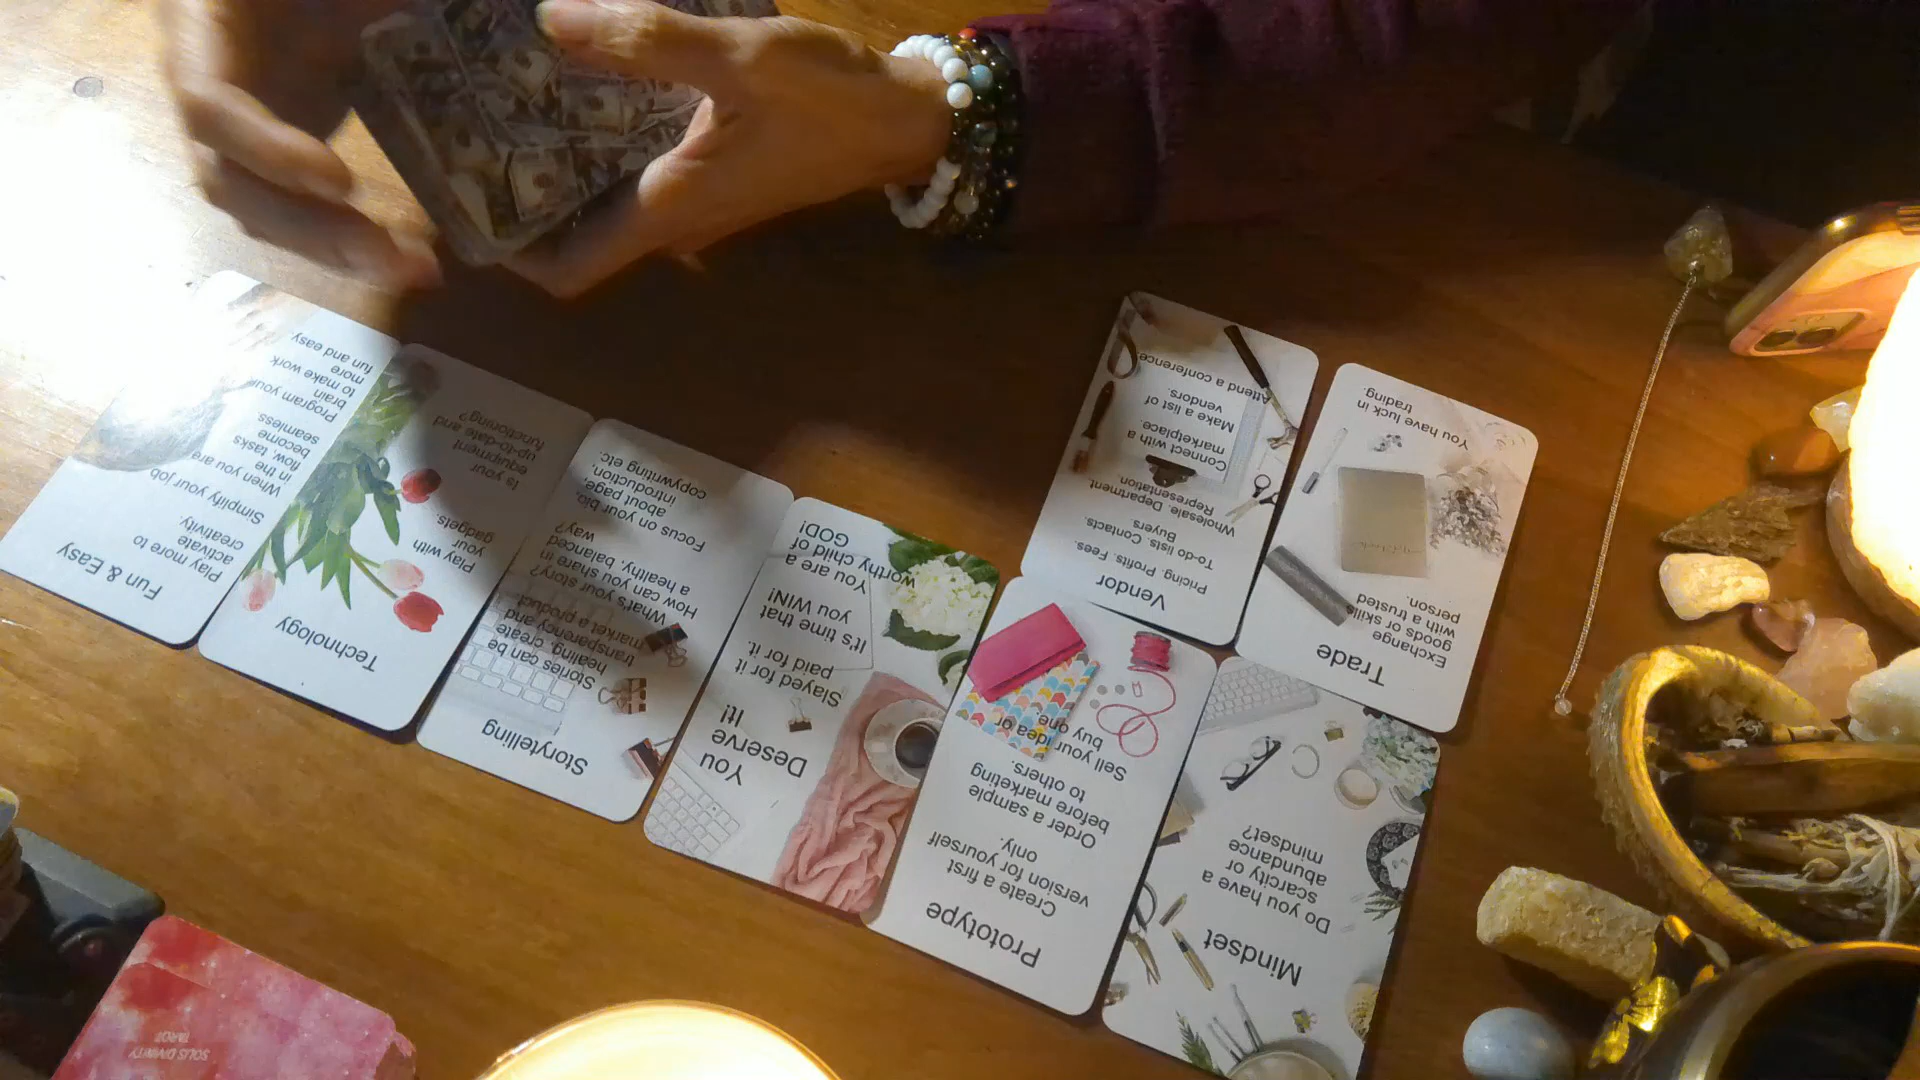 Mindset
Do you have a
scarcity or
abundance
mindset?
Prototype
Create a first
version for yourself
only.
Order a sample
before marketing
to others.
Sell your idea or
buy one.
You
Deserve
It!
Slayed for it
paid for it.
It's time that
you WIN!
You are a
worthy child of
GOD!
Storytelling
Stories can be
healing, create
transparency and
market a product.
What's your story?
How can you share in
a healthy, balanced
way?
Focus on your bio,
about page,
introduction,
copywriting etc.
Technology
Play with
your
gadgets.
Is your
equipment
up-to-date and
functioning?
Fun & Easy
Play more to
activate
creativity.
Simplify your job
When you are
in the
flow, tasks
become
seamless.
Program your
brain
to make work
more
fun and easy
Trade
Exchange
goods or skills
with a trusted
person.
You have luck in
trading.
Vendor
Pricing. Profits. Fees.
To-do lists. Contacts.
Buyers
Wholesale. Department.
Representation
Connect with a
marketplace.
Make a list of
vendors.
Attend a conference.
DIVINITY
TAROT